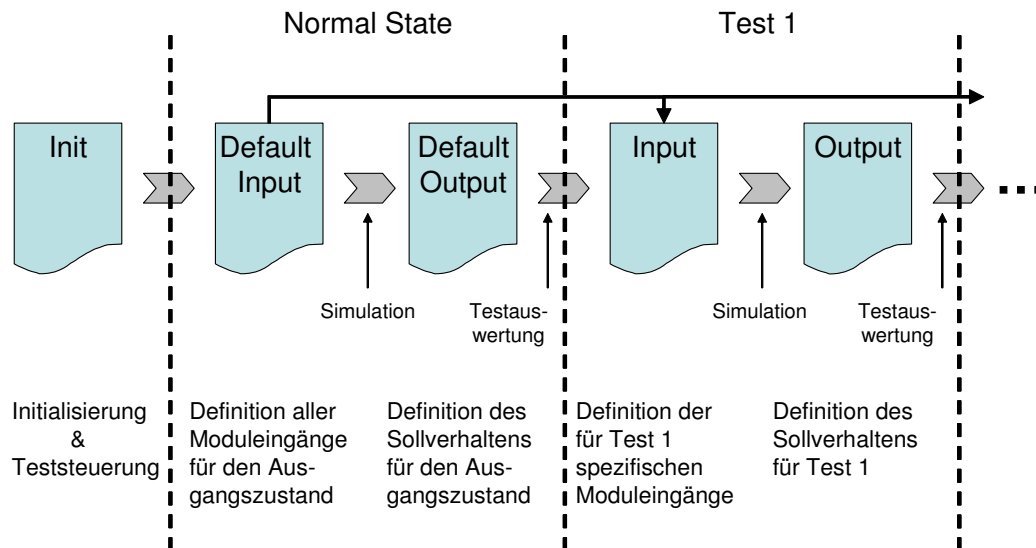 Normal State
Test 1
Init
Default
Input
Default
Output
Input
Output
...
Simulation
Testaus-
wertung
Simulation
Testaus-
wertung
Initialisierung
&
Teststeuerung
Definition aller
Moduleingänge
für den Aus-
gangszustand
Definition des
Sollverhaltens
für den Aus-
gangszustand
Definition der
für Test 1
spezifischen
Moduleingänge
Definition des
Sollverhaltens
für Test 1